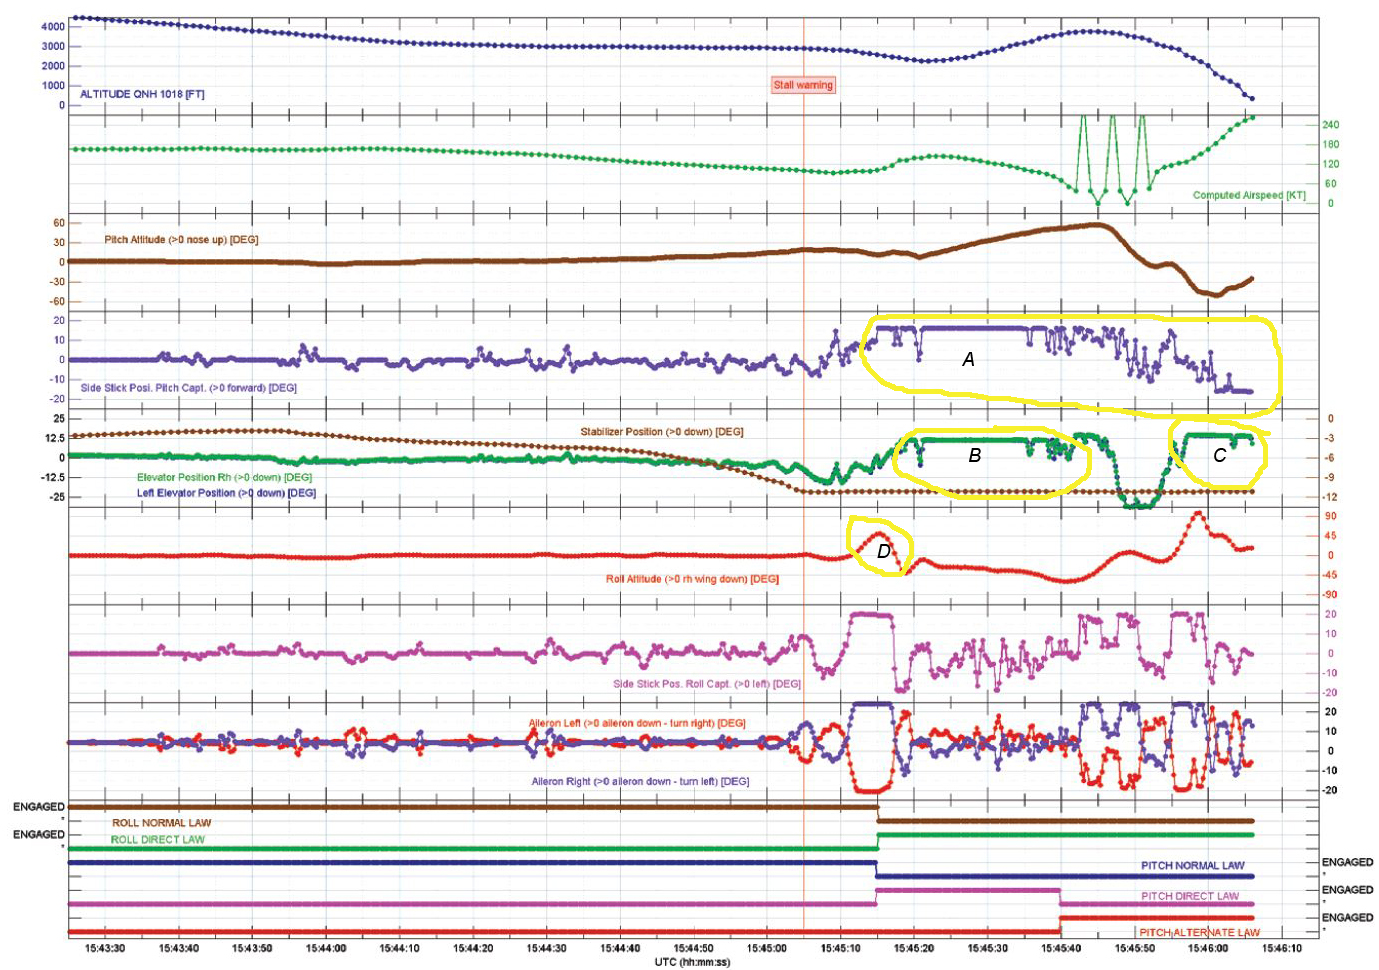 4000
3000
2000
1000
0
Stall warning
ALTITUDE QNH 1018 [FT]
240
180
120
60
0
Computed Airspeed [KT]
60
30
0
-30
-60
Pitch Attitude (>0 nose up) [DEG]
20
10
0
-10
-20
A
Side Stick Posi. Pitch Capt. (>0 forward) [DEG]
25
12.5
0
-12.5
-25
Stabilizer Position (>0 down) [DEG]
0
-3
-6
-9
-12
B
C
Elevator Position Rh (>0 down) [DEG]
Left Elevator Position (>0 down) [DEG]
90
45
0
-45
-90
D
Roll Attitude (>0 rh wing down) [DEG]
20
10
0
-10
-20
Side Stick Pos. Roll Capt. (>0 left) [DEG]
Aileron Left (>0 aileron down - turn right) [DEG]
20
10
0
-10
-20
Aileron Right (>0 aileron down - turn left) [DEG]
ENGAGED
*
ROLL NORMAL LAW
ENGAGED
*
ROLL DIRECT LAW
PITCH NORMAL LAW
ENGAGED
*
PITCH DIRECT LAW
ENGAGED
*
PITCH ALTERNATE LAW
ENGAGED
*
15:43:30 15:43:40 15:43:50 15:44:00 15:44:10 15:44:20 15:44:30 15:44:40 15:44:50 15:45:00 15:45:10 15:45:20 15:45:30 15:45:40 15:45:50 15:46:00 15:46:10
UTC (hh:mm:ss)